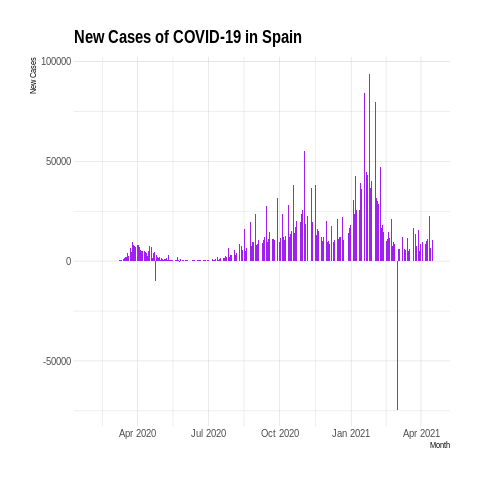 New Cases of COVID-19 in Spain
New Cases
100000
50000
0
-50000
Apr 2020 Jul 2020 Oct 2020 Jan 2021 Apr 2021
Month